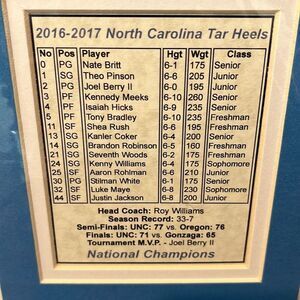 2016-2017 North Carolina Tar Heels
No Pos Player Hgt Wgt Class
0 PG Nate Britt 6-1 175 Senior
1 SG Theo Pinson 6-6 205 Junior
2 PG Joel Berry II 6-0 195 Junior
3 PF Kennedy Meeks 6-10 260 Senior
4 PF Isaiah Hicks 6-9 235 Senior
5 PF Tony Bradley 6-10 235 Freshman
11 SF Shea Rush 6-6 195 Freshman
13 SG Kanler Coker 6-4 200 Senior
14 SG Brandon Robinson 6-5 160 Freshman
21 SG Seventh Woods 6-2 175 Freshman
24 SG Kenny Williams 6-4 175 Sophomore
25 SF Aaron Rohlman 6-6 210 Junior
30 PG Stilman White 6-1 175 Senior
32 SF Luke Maye 6-8 230 Sophomore
44 SF Justin Jackson 6-8 200 Junior
Head Coach: Roy Williams
Season Record: 33-7
Semi-Finals: UNC: 77 vs. Oregon: 76
Finals: UNC: 71 vs. Gonzaga: 65
Tournament M.V.P. - Joel Berry II
National Champions